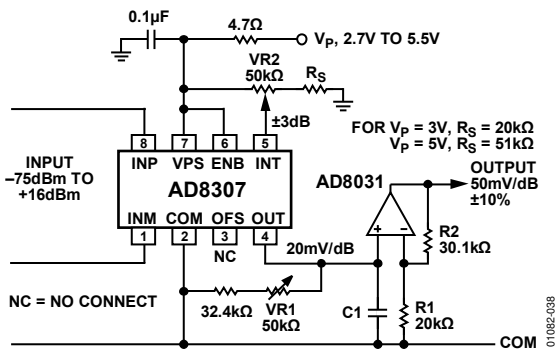 0.1µF
4.7Ω
V_P, 2.7V TO 5.5V
VR2
50kΩ
R_S
±3dB
FOR V_P = 3V, R_S = 20kΩ
V_P = 5V, R_S = 51kΩ
8
7
6
5
INP
VPS
ENB
INT
INPUT
–75dBm TO
+16dBm
AD8307
AD8031
OUTPUT
50mV/dB
±10%
INM
COM
OFS
OUT
1
2
3
4
NC
20mV/dB
+
–
R2
30.1kΩ
NC = NO CONNECT
32.4kΩ
VR1
50kΩ
C1
R1
20kΩ
COM
01082-038